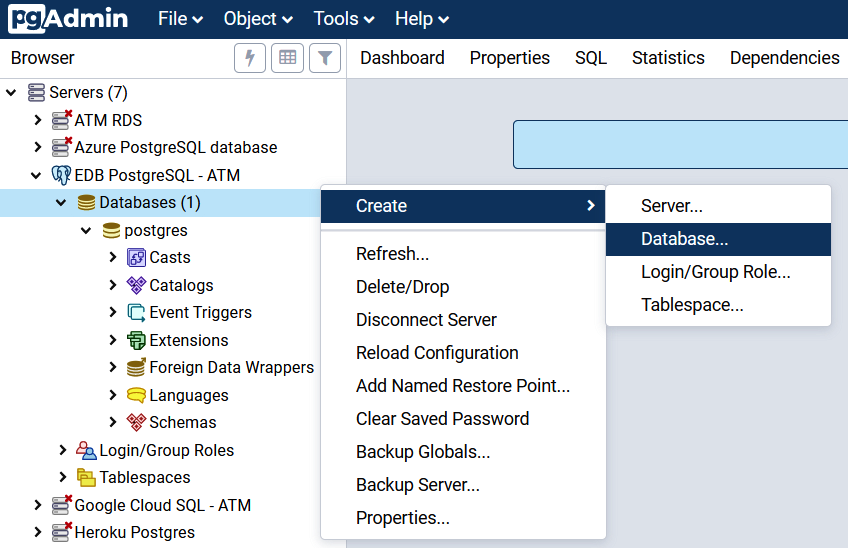 pgAdmin File Object Tools Help
Browser
Dashboard Properties SQL Statistics Dependencies
Servers (7)
ATM RDS
Azure PostgreSQL database
EDB PostgreSQL - ATM
Databases (1)
postgres
Casts
Catalogs
Event Triggers
Extensions
Foreign Data Wrappers
Languages
Schemas
Login/Group Roles
Tablespaces
Google Cloud SQL - ATM
Heroku Postgres
Create
Refresh...
Delete/Drop
Disconnect Server
Reload Configuration
Add Named Restore Point...
Clear Saved Password
Backup Globals...
Backup Server...
Properties...
Server...
Database...
Login/Group Role...
Tablespace...